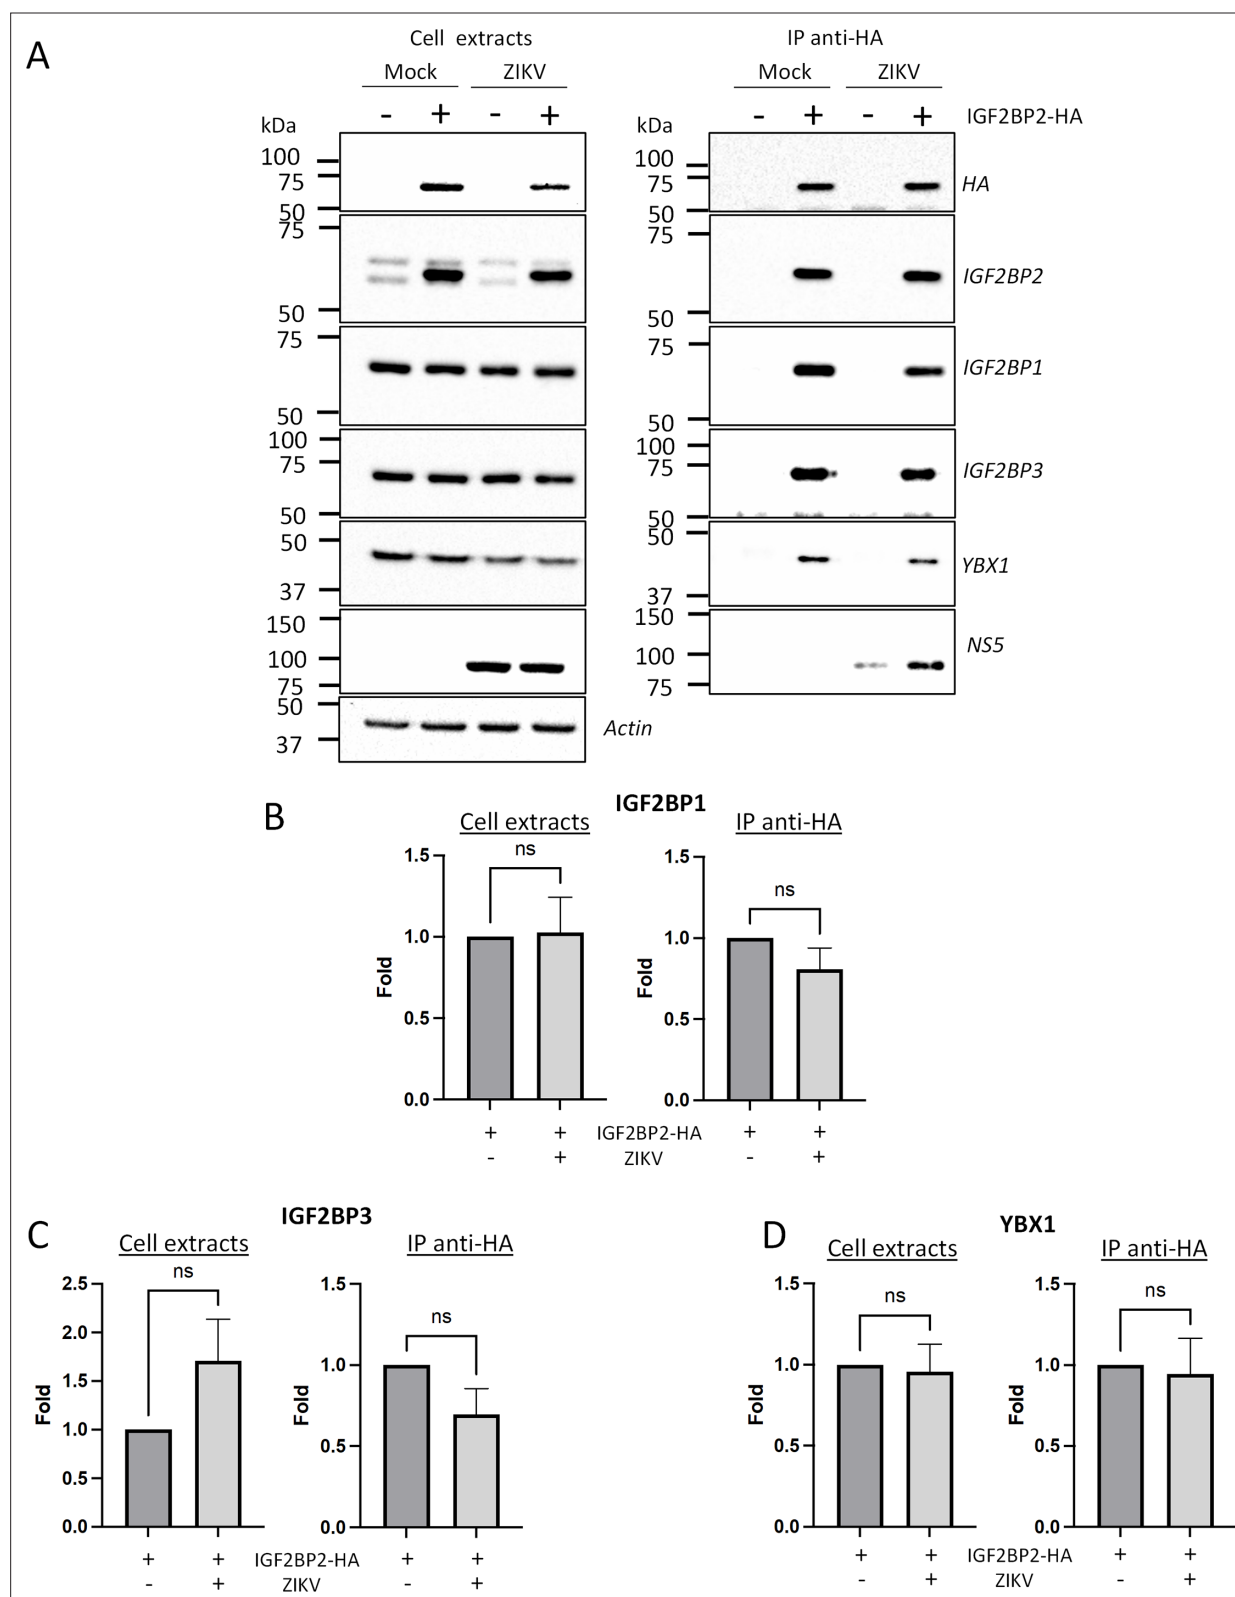 A
Cell extracts
IP anti-HA
Mock ZIKV
Mock ZIKV
kDa - + - +
kDa - + - + IGF2BP2-HA
100
75
50
100
75
50
HA
75
50
75
50
IGF2BP2
75
50
75
50
IGF2BP1
100
75
50
100
75
50
IGF2BP3
50
37
50
37
YBX1
150
100
75
150
100
75
NS5
50
37
Actin
B
IGF2BP1
Cell extracts
IP anti-HA
ns
ns
1.5
1.0
0.5
0.0
Fold
1.5
1.0
0.5
0.0
Fold
+ + IGF2BP2-HA + +
- + ZIKV - +
C
IGF2BP3
Cell extracts
IP anti-HA
ns
ns
2.5
2.0
1.5
1.0
0.5
0.0
Fold
1.5
1.0
0.5
0.0
Fold
+ + IGF2BP2-HA + +
- + ZIKV - +
D
YBX1
Cell extracts
IP anti-HA
ns
ns
1.5
1.0
0.5
0.0
Fold
1.5
1.0
0.5
0.0
Fold
+ + IGF2BP2-HA + +
- + ZIKV - +